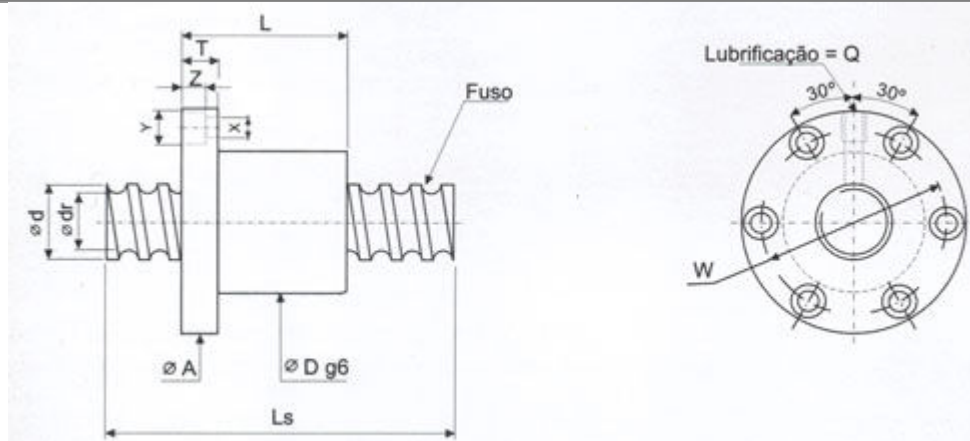 L
T
Z
Y
X
Fuso
Ø d
Ø dr
Ø A
Ø D g6
Ls
Lubrificação = Q
30° 30°
W